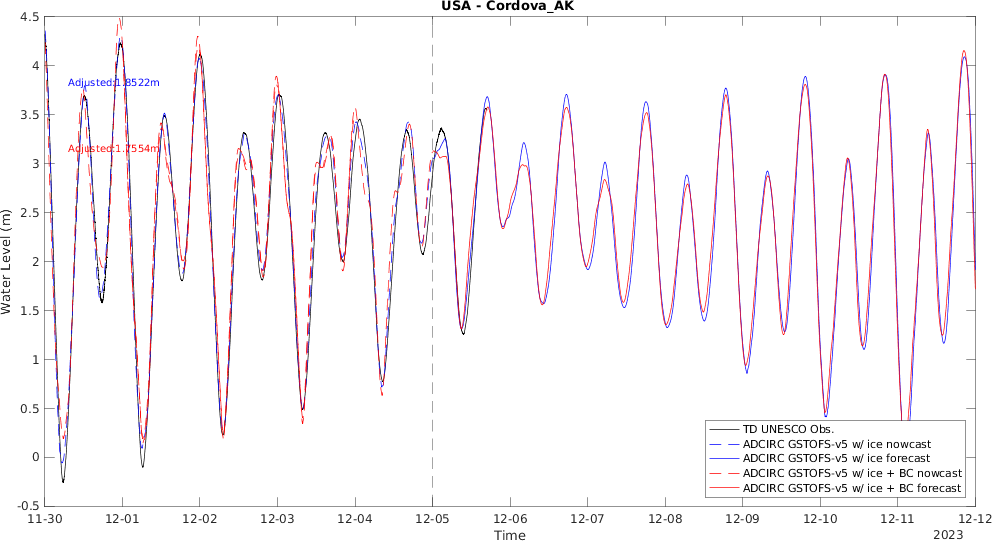 USA - Cordova_AK
4.5
4
3.5
3
2.5
2
1.5
1
0.5
0
-0.5
Water Level (m)
Adjusted:1.8522m
Adjusted:1.7554m
TD UNESCO Obs.
ADCIRC GSTOFS-v5 w/ ice nowcast
ADCIRC GSTOFS-v5 w/ ice forecast
ADCIRC GSTOFS-v5 w/ ice + BC nowcast
ADCIRC GSTOFS-v5 w/ ice + BC forecast
11-30 12-01 12-02 12-03 12-04 12-05 12-06 12-07 12-08 12-09 12-10 12-11 12-12
Time
2023